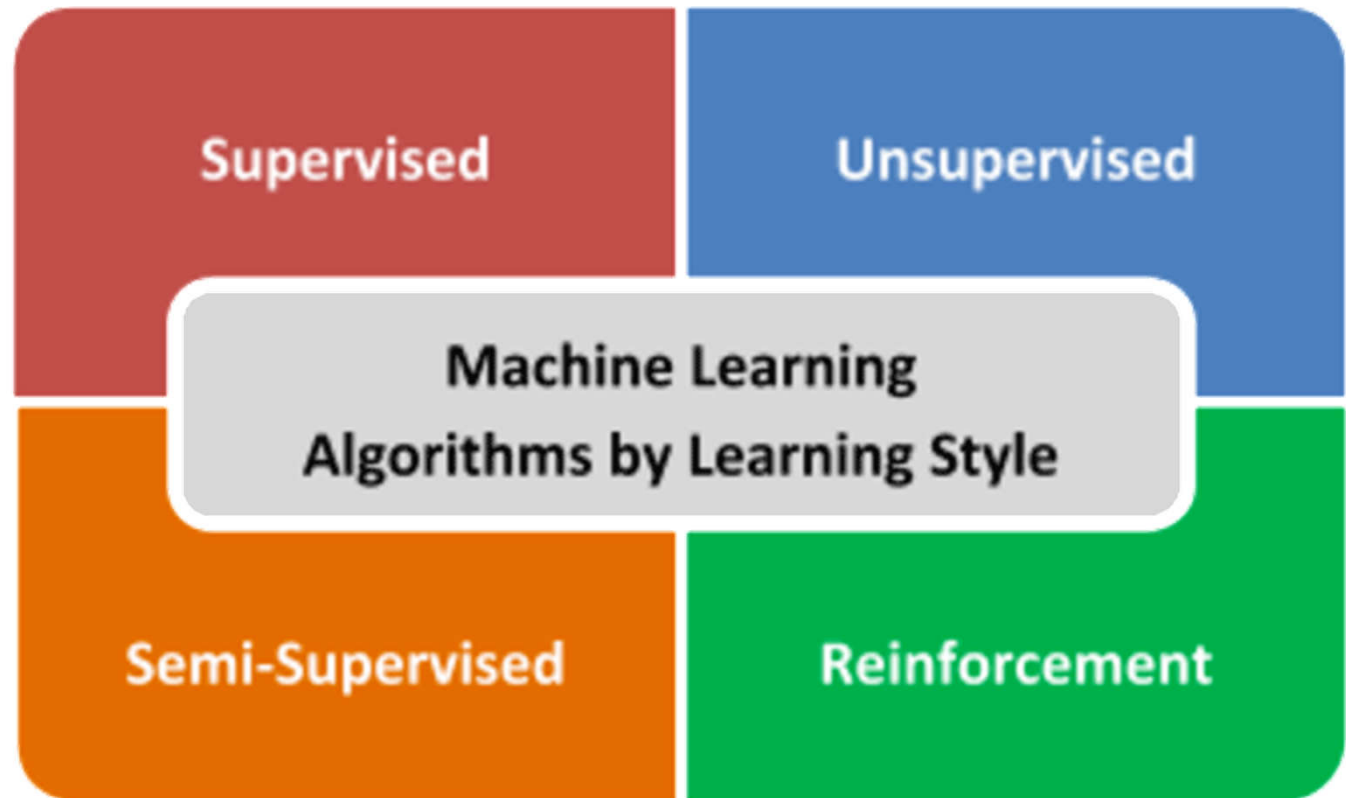 Supervised
Unsupervised
Machine Learning
Algorithms by Learning Style
Semi-Supervised
Reinforcement